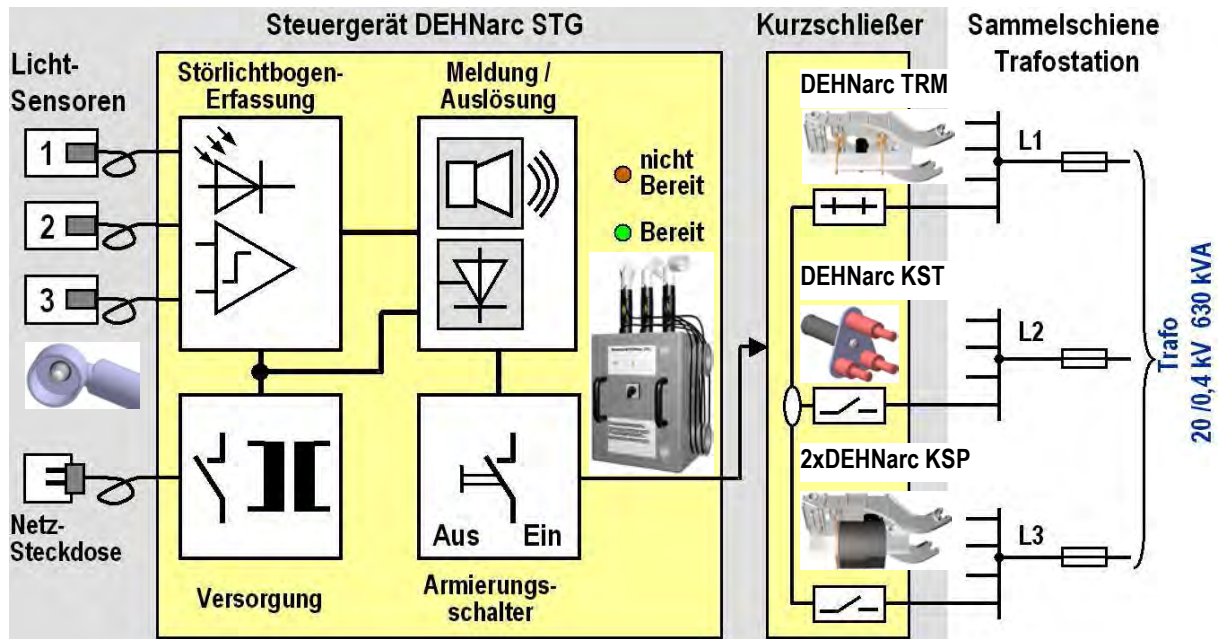 Steuergerät DEHNarc STG
Kurzschließer
Sammelschiene
Trafostation
Licht-
Sensoren
1
2
3
Netz-
Steckdose
Störlichtbogen-
Erfassung
Meldung /
Auslösung
nicht
Bereit
Bereit
Versorgung
Aus Ein
Armierungs-
schalter
DEHNarc TRM
DEHNarc KST
2xDEHNarc KSP
L1
L2
L3
Trafo
20 /0,4 kV 630 kVA